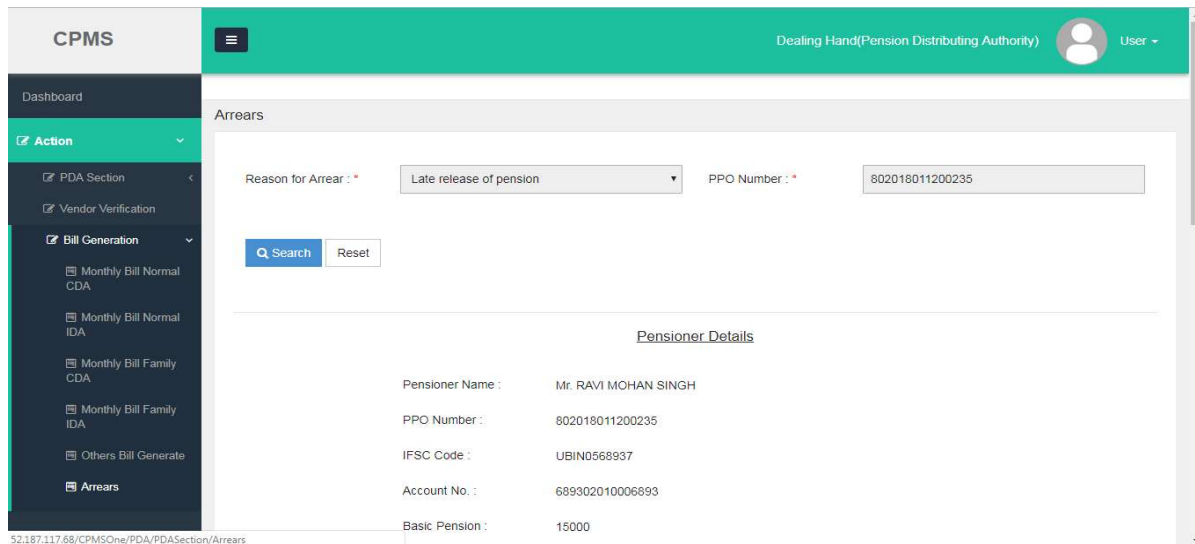 CPMS
Dealing Hand(Pension Distributing Authority)
User
Dashboard
Action
PDA Section
Vendor Verification
Bill Generation
Monthly Bill Normal
CDA
Monthly Bill Normal
IDA
Monthly Bill Family
CDA
Monthly Bill Family
IDA
Others Bill Generate
Arrears
Arrears
Reason for Arrear : *
Late release of pension
PPO Number : *
802018011200235
Search
Reset
Pensioner Details
Pensioner Name :
Mr. RAVI MOHAN SINGH
PPO Number :
802018011200235
IFSC Code :
UBIN0568937
Account No. :
689302010006893
Basic Pension :
15000
52.187.117.68/CPMSOne/PDA/PDASection/Arrears